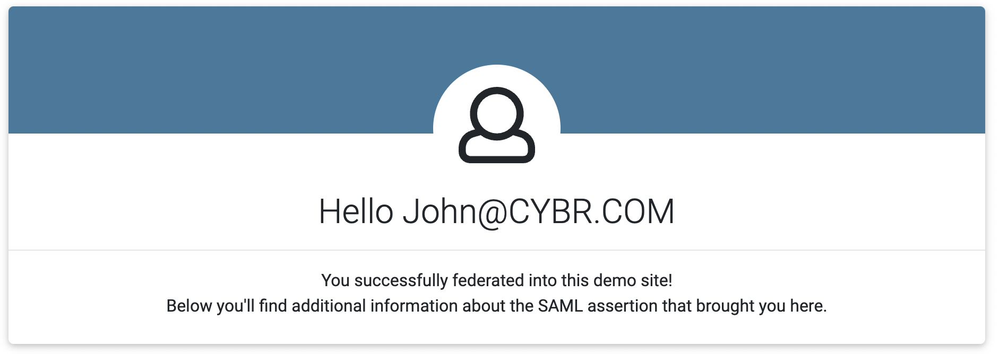 Hello John@CYBR.COM
You successfully federated into this demo site!
Below you'll find additional information about the SAML assertion that brought you here.